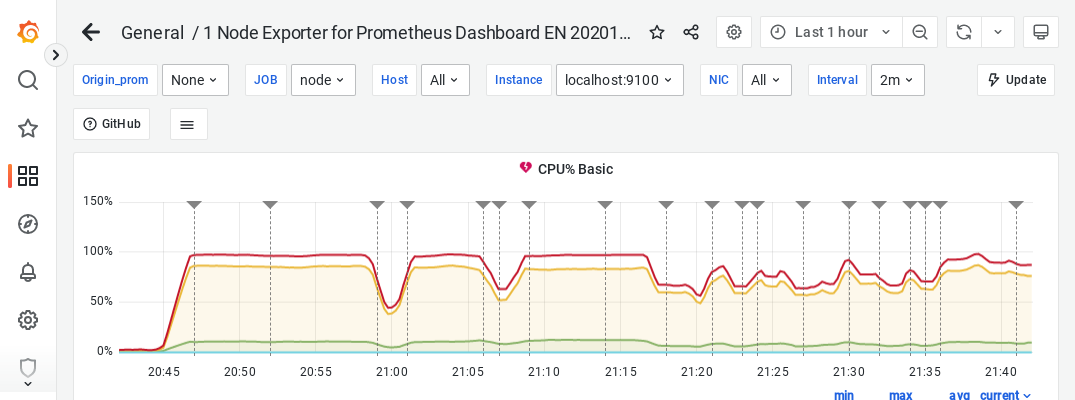 General / 1 Node Exporter for Prometheus Dashboard EN 20201...
Last 1 hour
Origin_prom None JOB node Host All Instance localhost:9100 NIC All Interval 2m Update
GitHub
CPU% Basic
150%
100%
50%
0%
20:45 20:50 20:55 21:00 21:05 21:10 21:15 21:20 21:25 21:30 21:35 21:40
min max avg current